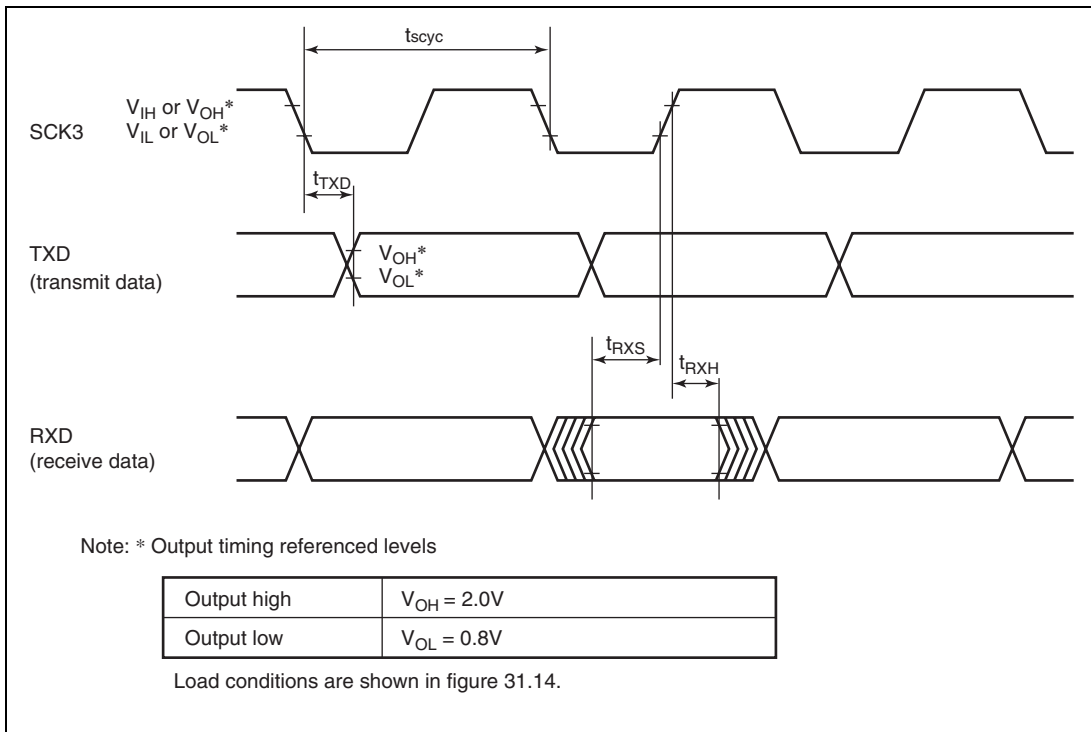 tscyc
VIH or VOH*
VIL or VOL*
SCK3
tTXD
TXD
(transmit data)
VOH*
VOL*
tRXS
tRXH
RXD
(receive data)
Note: * Output timing referenced levels
Output high VOH = 2.0V
Output low VOL = 0.8V
Load conditions are shown in figure 31.14.